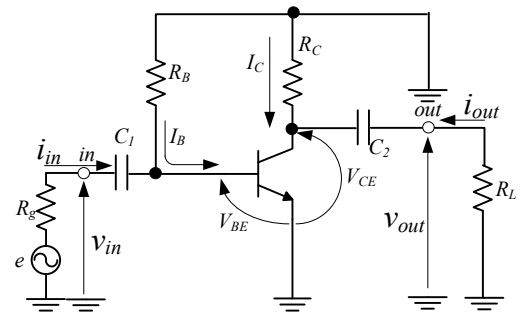 R_B
I_C
R_C
C_1
I_B
i_in
in
R_g
e
v_in
V_BE
V_CE
C_2
out
i_out
v_out
R_L